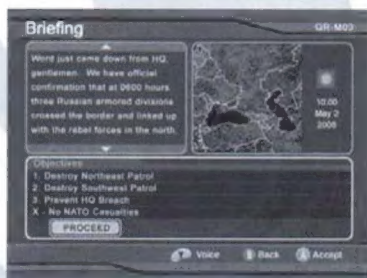 Briefing
QR-M03
Word just came down from HQ,
gentlemen. We have official
confirmation that at 0600 hours
three Russian armored divisions
crossed the border and linked up
with the rebel forces in the north.
10:00
May 2
2008
Objectives
1. Destroy Northeast Patrol
2. Destroy Southwest Patrol
3. Prevent HQ Breach
X - No NATO Casualties
PROCEED
Voice
Back
Accept